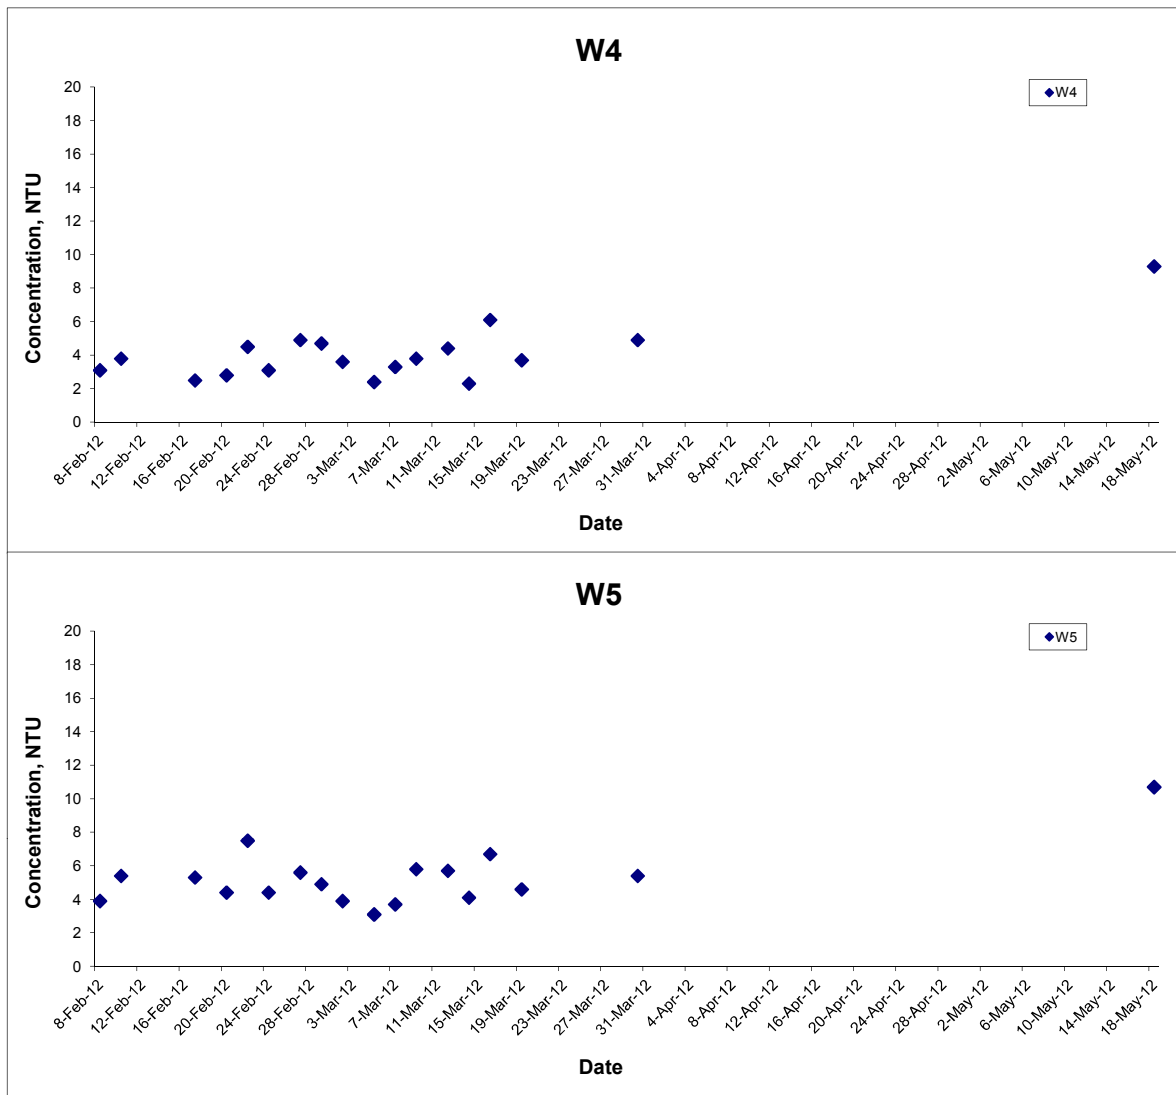 W4
W4
20
18
16
14
12
10
8
6
4
2
0
Concentration, NTU
8-Feb-12
12-Feb-12
16-Feb-12
20-Feb-12
24-Feb-12
28-Feb-12
3-Mar-12
7-Mar-12
11-Mar-12
15-Mar-12
19-Mar-12
23-Mar-12
27-Mar-12
31-Mar-12
4-Apr-12
8-Apr-12
12-Apr-12
16-Apr-12
20-Apr-12
24-Apr-12
28-Apr-12
2-May-12
6-May-12
10-May-12
14-May-12
18-May-12
Date
W5
W5
20
18
16
14
12
10
8
6
4
2
0
Concentration, NTU
8-Feb-12
12-Feb-12
16-Feb-12
20-Feb-12
24-Feb-12
28-Feb-12
3-Mar-12
7-Mar-12
11-Mar-12
15-Mar-12
19-Mar-12
23-Mar-12
27-Mar-12
31-Mar-12
4-Apr-12
8-Apr-12
12-Apr-12
16-Apr-12
20-Apr-12
24-Apr-12
28-Apr-12
2-May-12
6-May-12
10-May-12
14-May-12
18-May-12
Date